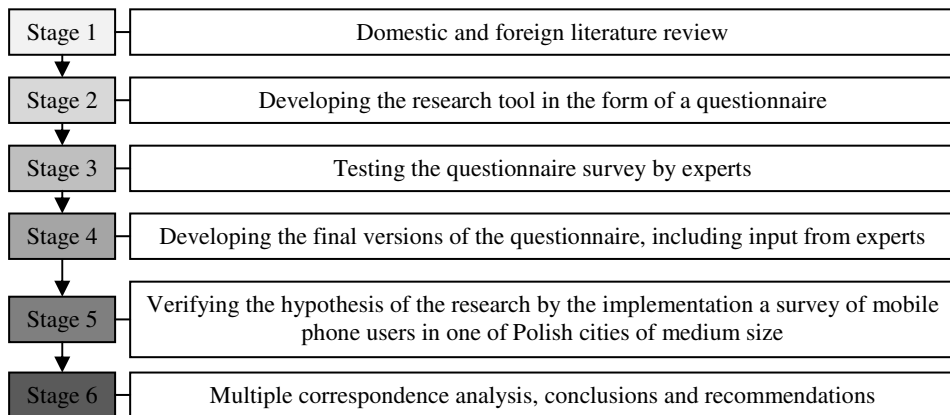 Stage 1
Domestic and foreign literature review
Stage 2
Developing the research tool in the form of a questionnaire
Stage 3
Testing the questionnaire survey by experts
Stage 4
Developing the final versions of the questionnaire, including input from experts
Stage 5
Verifying the hypothesis of the research by the implementation a survey of mobile
phone users in one of Polish cities of medium size
Stage 6
Multiple correspondence analysis, conclusions and recommendations